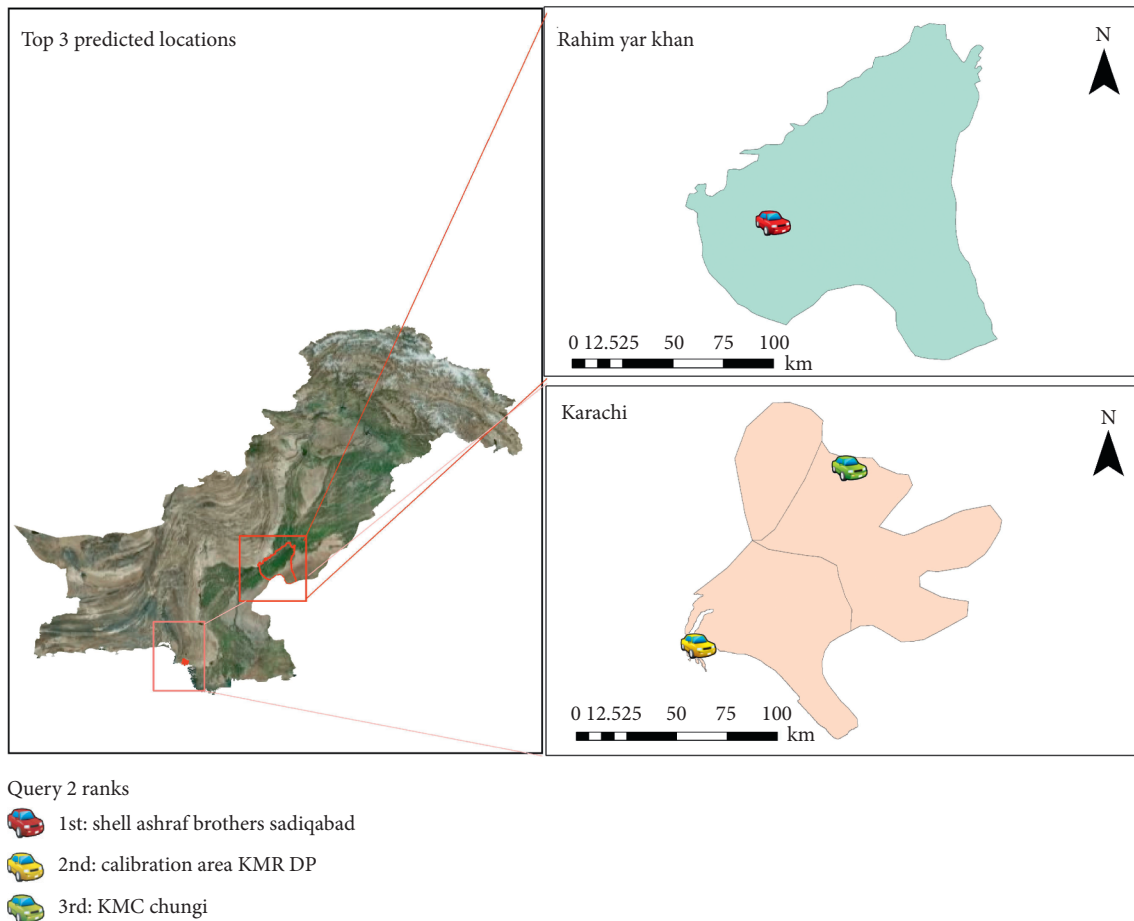 Top 3 predicted locations
Rahim yar khan
N
0 12.525 50 75 100
km
Karachi
N
0 12.525 50 75 100
km
Query 2 ranks
1st: shell ashraf brothers sadiqabad
2nd: calibration area KMR DP
3rd: KMC chungi